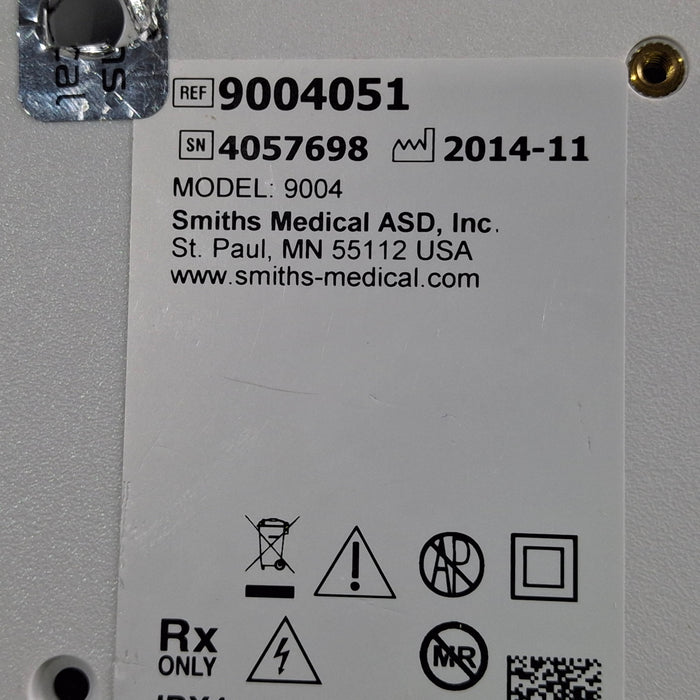 REF 9004051
SN 4057698 2014-11
MODEL: 9004
Smiths Medical ASD, Inc.
St. Paul, MN 55112 USA
www.smiths-medical.com
AP
Rx
ONLY
MR